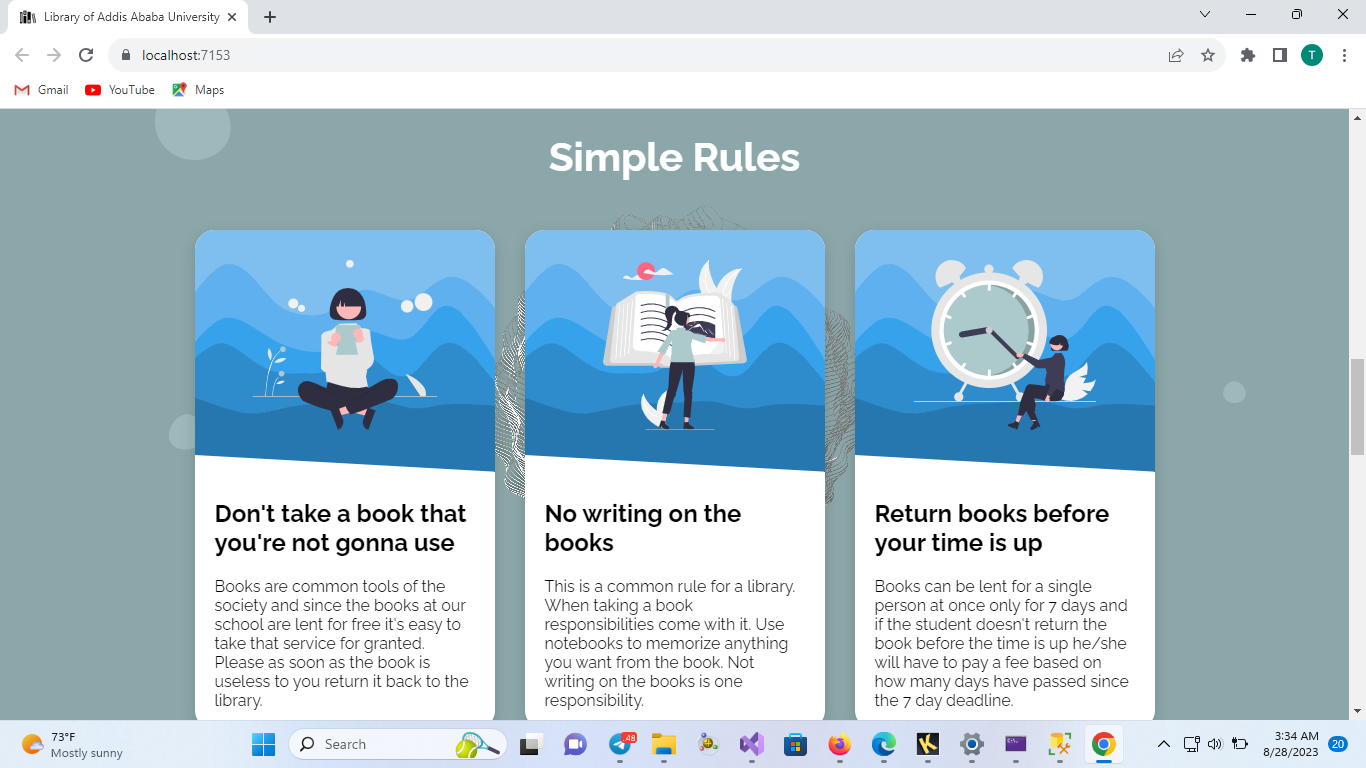 Library of Addis Ababa University
localhost:7153
T
Gmail
YouTube
Maps
Simple Rules
Don't take a book that
you're not gonna use
Books are common tools of the
society and since the books at our
school are lent for free it's easy to
take that service for granted.
Please as soon as the book is
useless to you return it back to the
library.
No writing on the
books
This is a common rule for a library.
When taking a book
responsibilities come with it. Use
notebooks to memorize anything
you want from the book. Not
writing on the books is one
responsibility.
Return books before
your time is up
Books can be lent for a single
person at once only for 7 days and
if the student doesn't return the
book before the time is up he/she
will have to pay a fee based on
how many days have passed since
the 7 day deadline.
73°F
Mostly sunny
Search
48
K
3:34 AM
8/28/2023
20